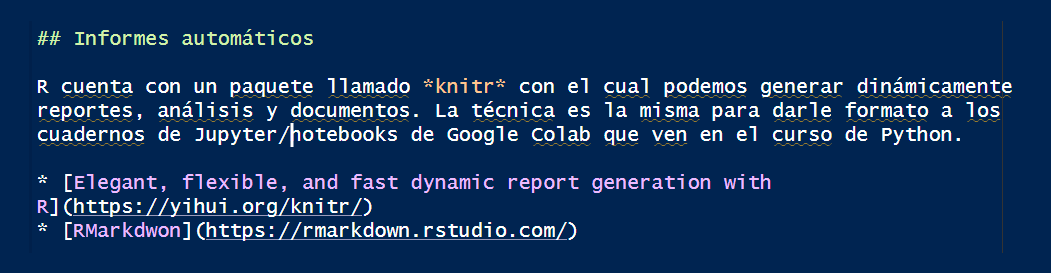 ## Informes automáticos
R cuenta con un paquete llamado *knitr* con el cual podemos generar dinámicamente
reportes, análisis y documentos. La técnica es la misma para darle formato a los
cuadernos de Jupyter/notebooks de Google Colab que ven en el curso de Python.
* [Elegant, flexible, and fast dynamic report generation with
R](https://yihui.org/knitr/)
* [RMarkdwon](https://rmarkdown.rstudio.com/)